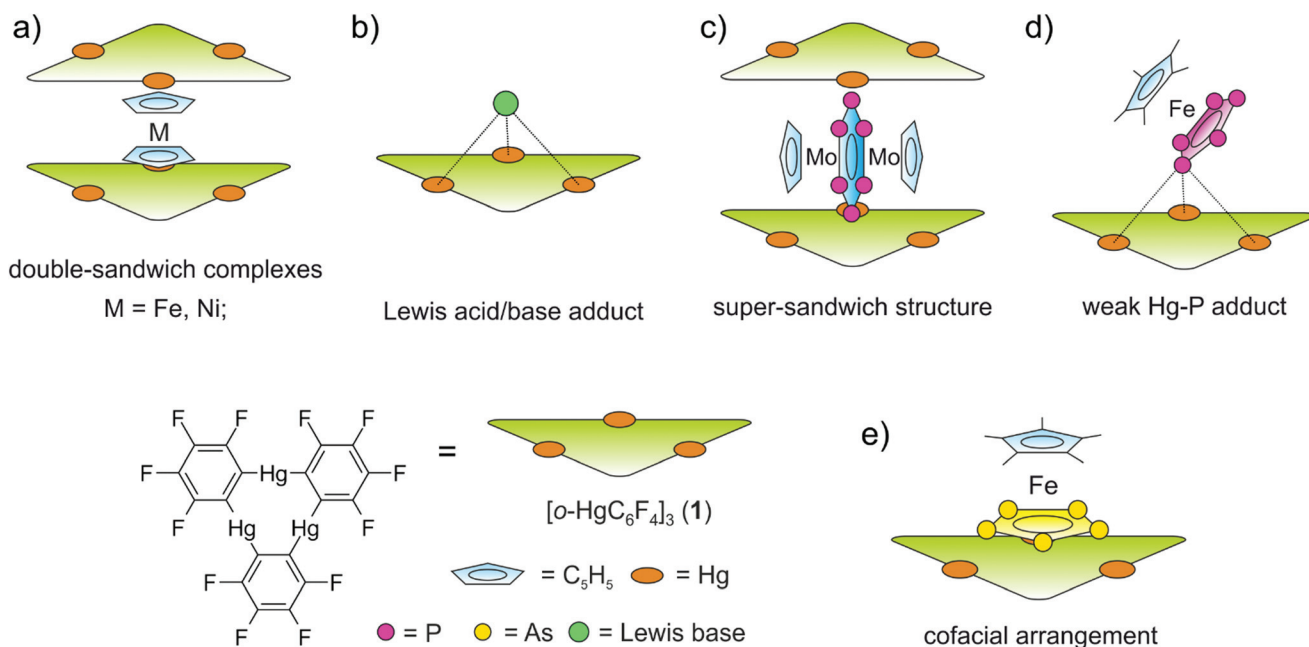 a)
M
double-sandwich complexes
M = Fe, Ni;
b)
Lewis acid/base adduct
c)
Mo Mo
super-sandwich structure
d)
Fe
weak Hg-P adduct
F F F F
F F
Hg
F F
Hg Hg
F F
F F
=
[o-HgC₆F₄]₃ (1)
= C₅H₅ = Hg
= P = As = Lewis base
e)
Fe
cofacial arrangement